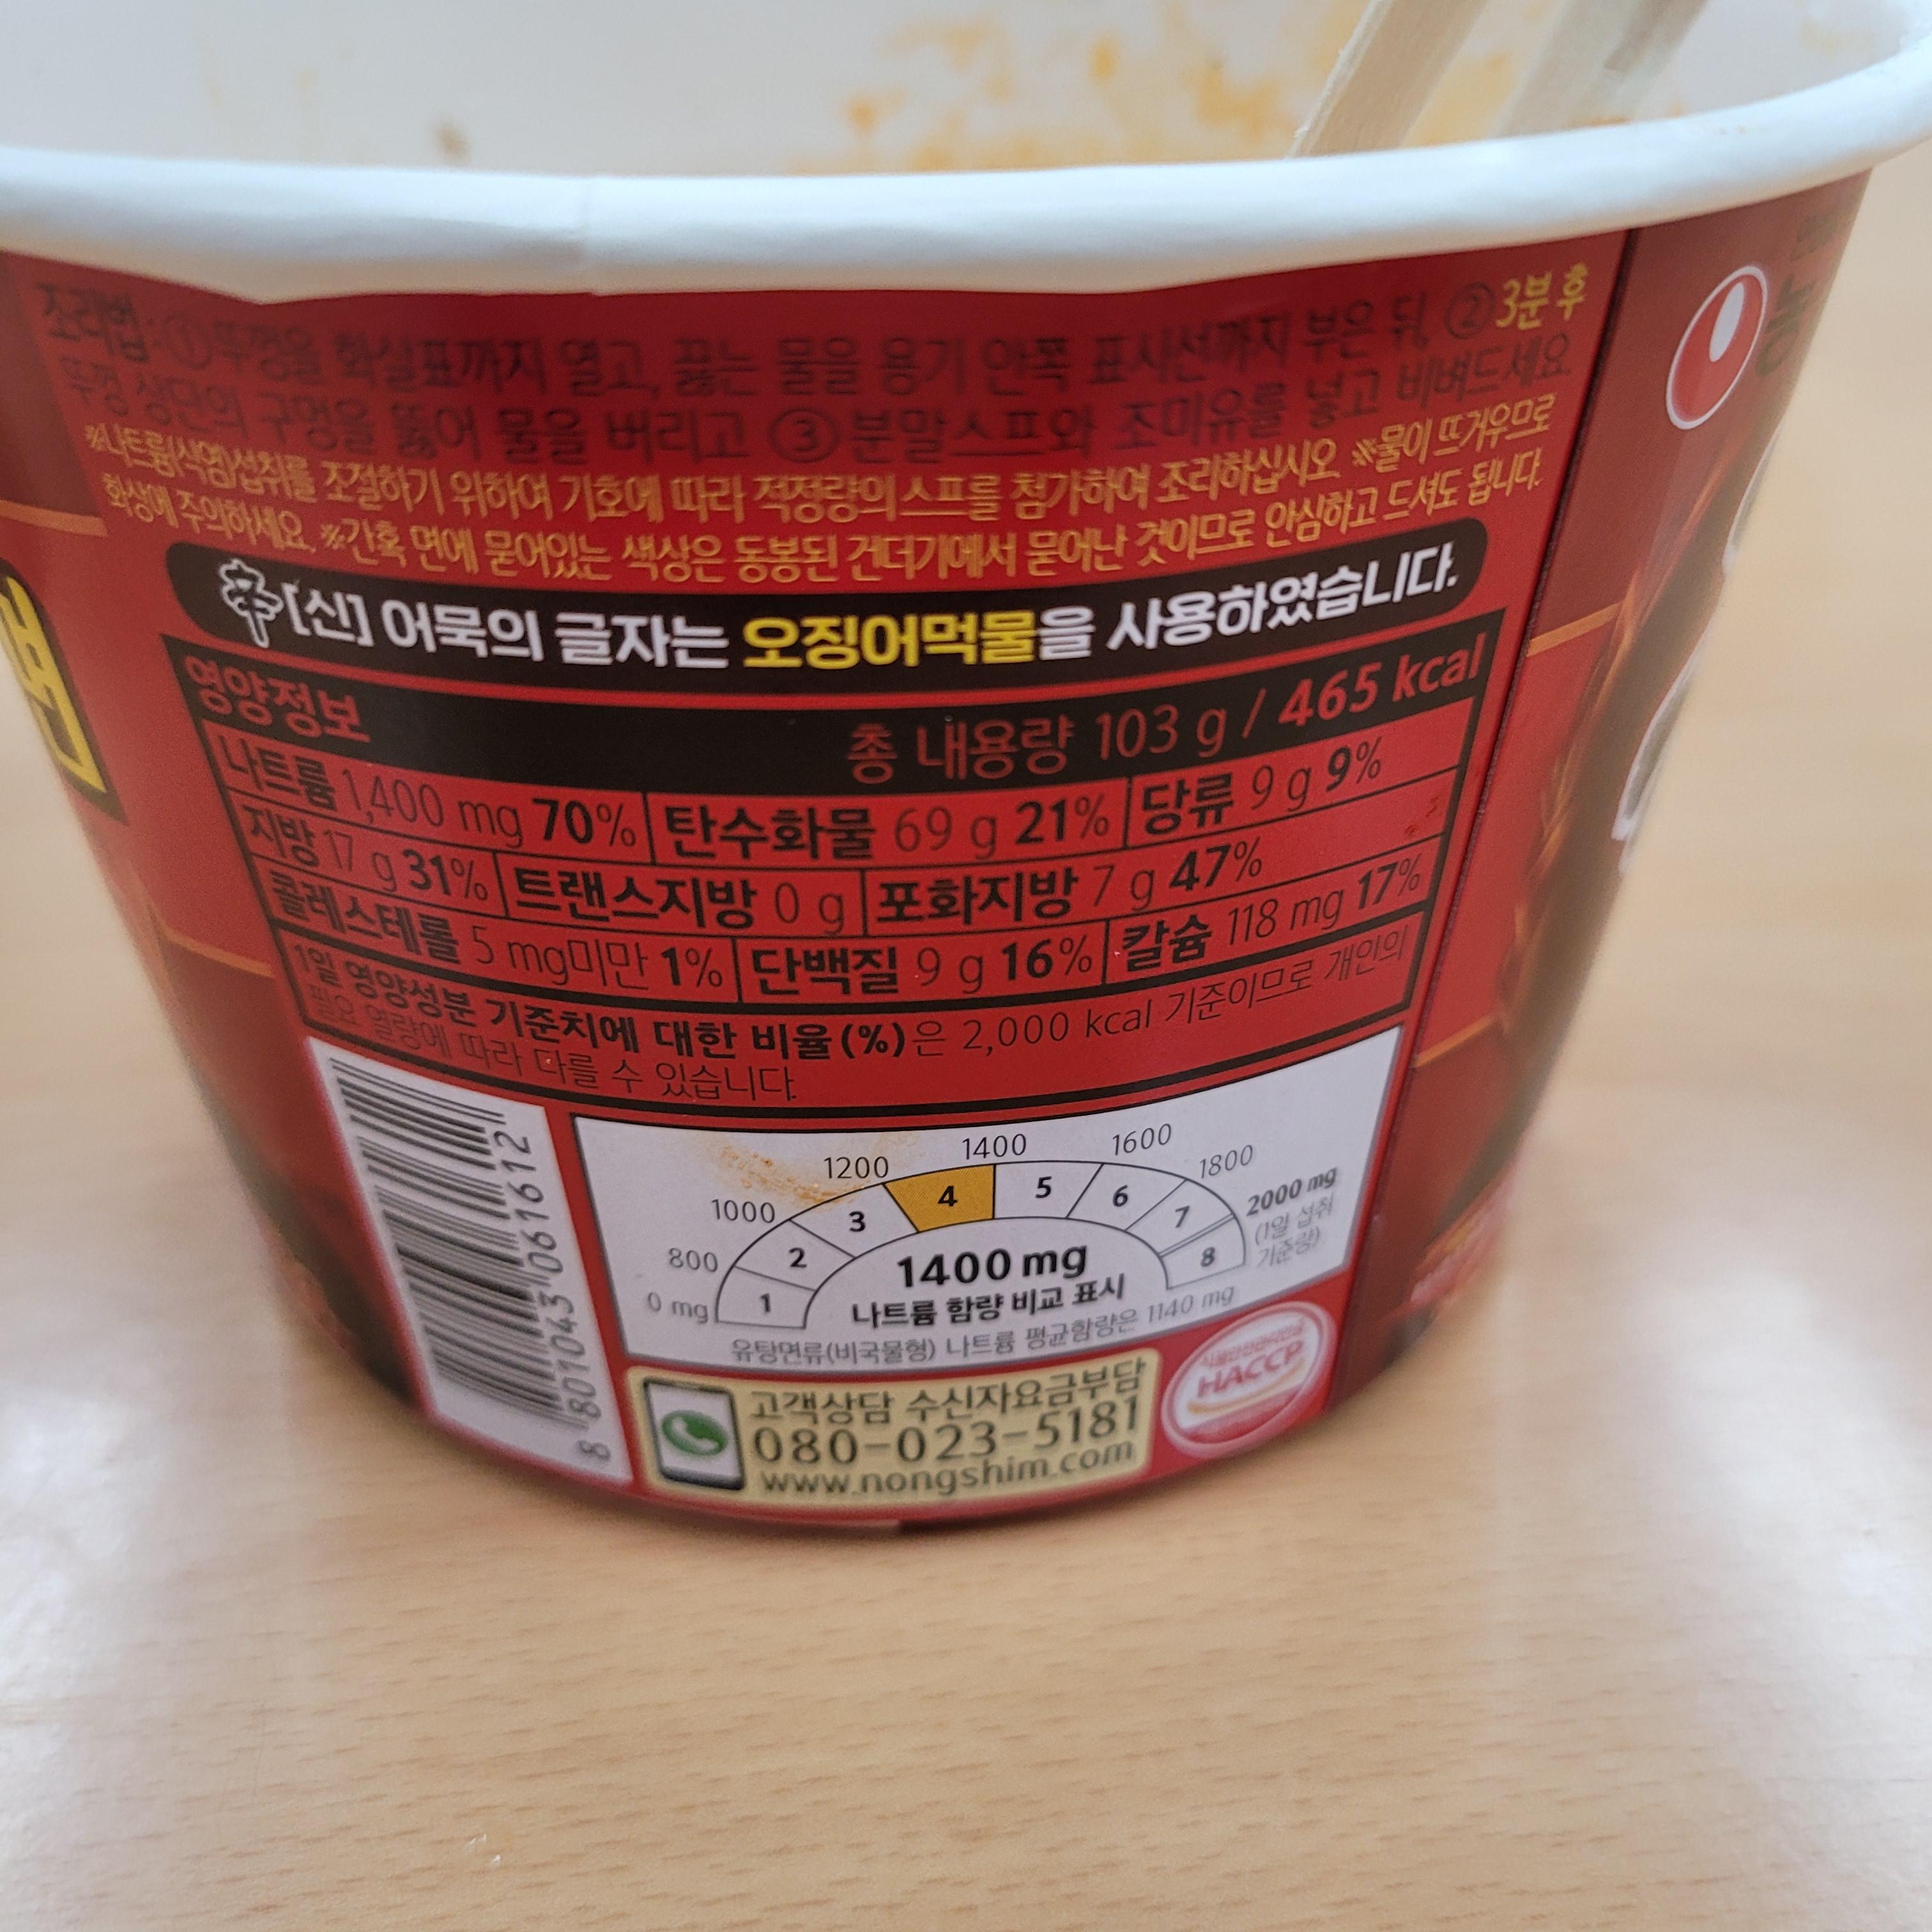 조리법:①뚜껑을 화살표까지 열고, 끓는 물을 용기 안쪽 표시선까지 부은 뒤, ②3분 후
뚜껑 상단의 구멍을 뚫어 물을 버리고 ③분말스프와 조미유를 넣고 비벼드세요
※나트륨(식염)섭취를 조절하기 위하여 기호에 따라 적정량의 스프를 첨가하여 조리하십시오 ※물이 뜨거우므로
화상에 주의하세요. ※간혹 면에 묻어있는 색상은 동봉된 건더기에서 묻어난 것이므로 안심하고 드셔도 됩니다.
辛[신] 어묵의 글자는 오징어먹물을 사용하였습니다.
영양정보 총 내용량 103 g / 465 kcal
나트륨 1,400 mg 70% 탄수화물 69 g 21% 당류 9 g 9%
지방 17 g 31% 트랜스지방 0 g 포화지방 7 g 47%
콜레스테롤 5 mg미만 1% 단백질 9 g 16% 칼슘 118 mg 17%
1일 영양성분 기준치에 대한 비율(%)은 2,000 kcal 기준이므로 개인의
필요 열량에 따라 다를 수 있습니다.
8 801043 061612
0 mg 800 1000 1200 1400 1600 1800 2000 mg
(1일 섭취
기준량)
1 2 3 4 5 6 7 8
1400 mg
나트륨 함량 비교 표시
유탕면류(비국물형) 나트륨 평균함량은 1140 mg
고객상담 수신자요금부담
080-023-5181
www.nongshim.com
HACCP
면
농